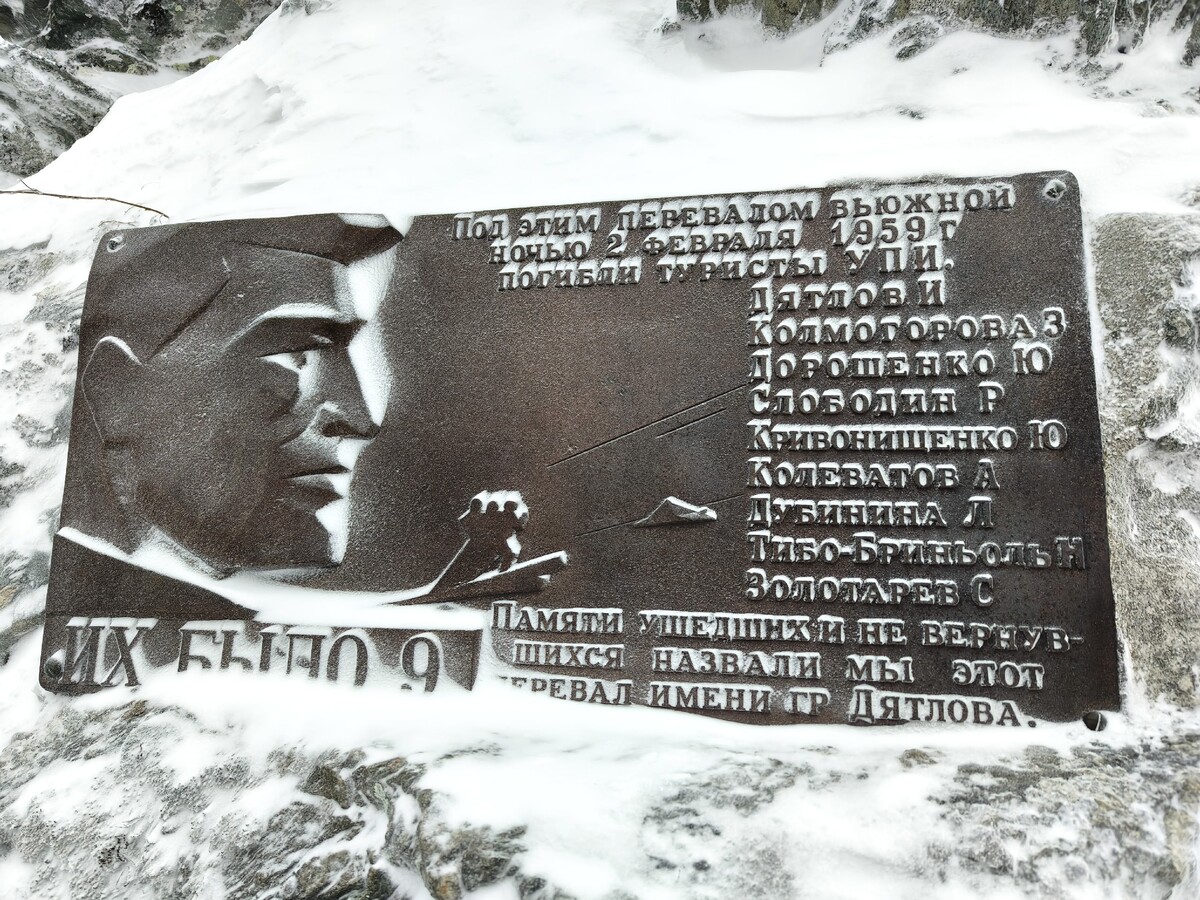 Под этим перевалом вьюжной
ночью 2 февраля 1959 г
погибли туристы УПИ.
Дятлов И
Колмогорова З
Дорошенко Ю
Слободин Р
Кривонищенко Ю
Колеватов А
Дубинина Л
Тибо-Бриньоль Н
Золотарев С
ИХ БЫЛО 9
Памяти ушедших и не вернув-
шихся назвали мы этот
перевал имени гр Дятлова.